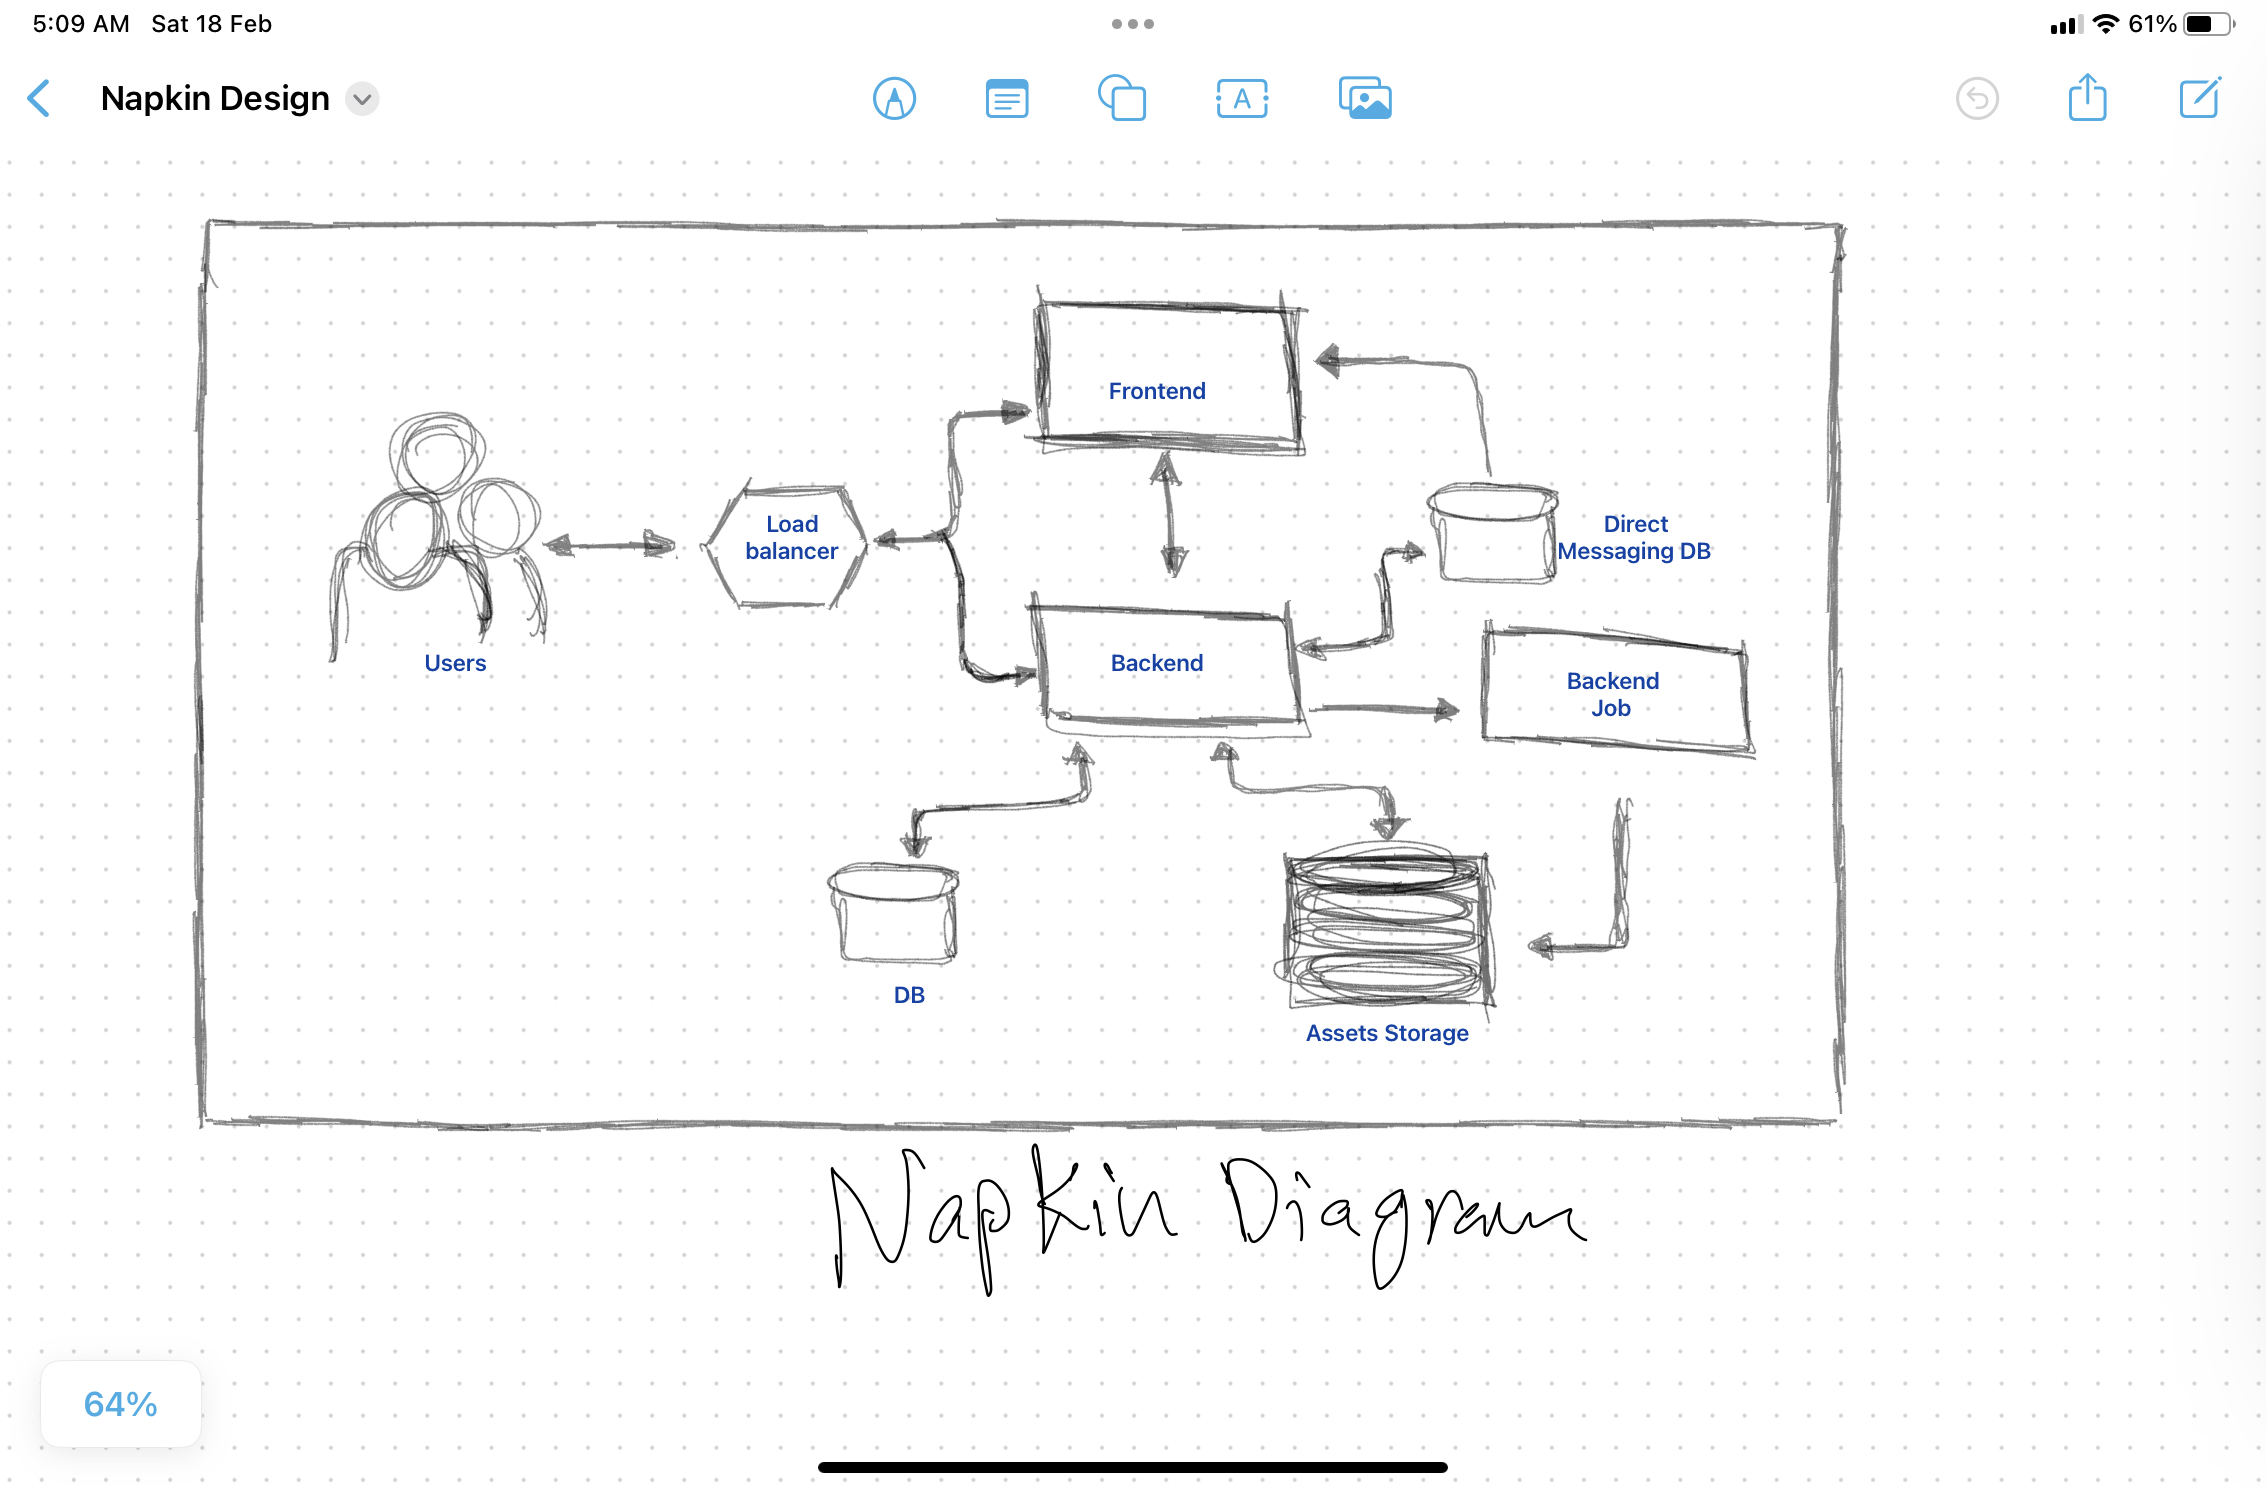 5:09 AM Sat 18 Feb
61%
Napkin Design
A
Frontend
Load
balancer
Direct
Messaging DB
Users
Backend
Backend
Job
DB
Assets Storage
Napkin Diagram
64%